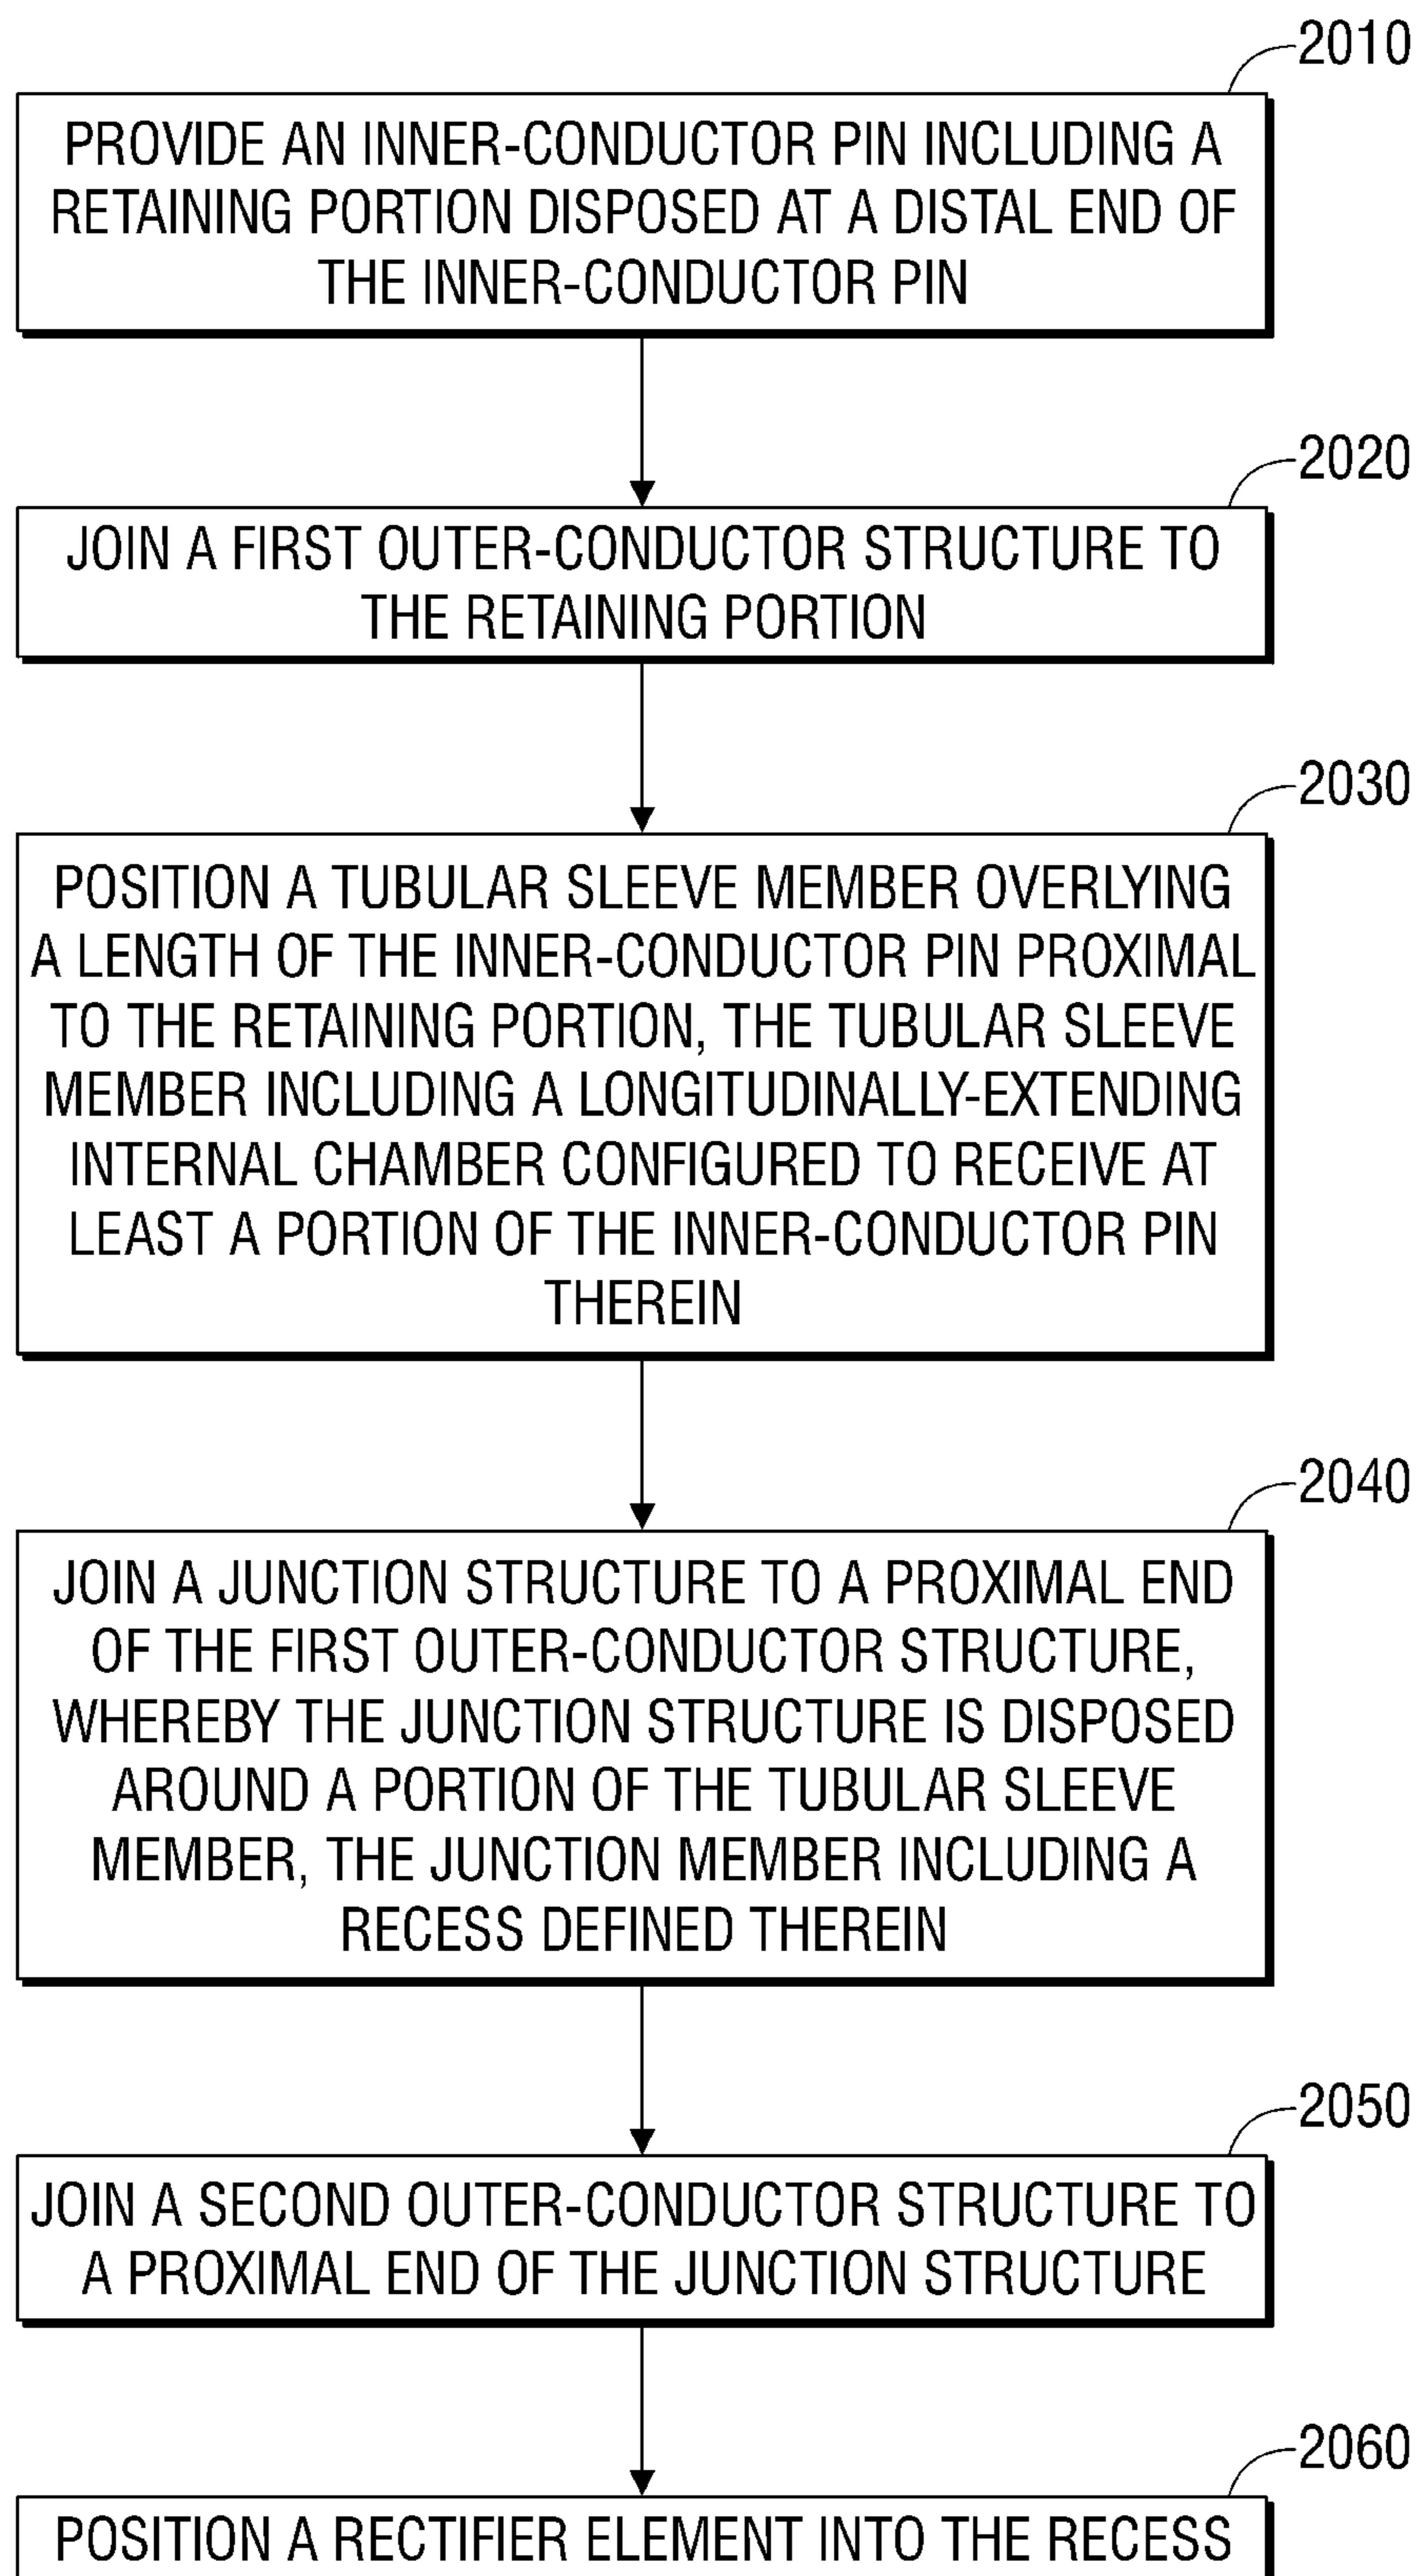 2010
PROVIDE AN INNER-CONDUCTOR PIN INCLUDING A
RETAINING PORTION DISPOSED AT A DISTAL END OF
THE INNER-CONDUCTOR PIN
2020
JOIN A FIRST OUTER-CONDUCTOR STRUCTURE TO
THE RETAINING PORTION
2030
POSITION A TUBULAR SLEEVE MEMBER OVERLYING
A LENGTH OF THE INNER-CONDUCTOR PIN PROXIMAL
TO THE RETAINING PORTION, THE TUBULAR SLEEVE
MEMBER INCLUDING A LONGITUDINALLY-EXTENDING
INTERNAL CHAMBER CONFIGURED TO RECEIVE AT
LEAST A PORTION OF THE INNER-CONDUCTOR PIN
THEREIN
2040
JOIN A JUNCTION STRUCTURE TO A PROXIMAL END
OF THE FIRST OUTER-CONDUCTOR STRUCTURE,
WHEREBY THE JUNCTION STRUCTURE IS DISPOSED
AROUND A PORTION OF THE TUBULAR SLEEVE
MEMBER, THE JUNCTION MEMBER INCLUDING A
RECESS DEFINED THEREIN
2050
JOIN A SECOND OUTER-CONDUCTOR STRUCTURE TO
A PROXIMAL END OF THE JUNCTION STRUCTURE
2060
POSITION A RECTIFIER ELEMENT INTO THE RECESS